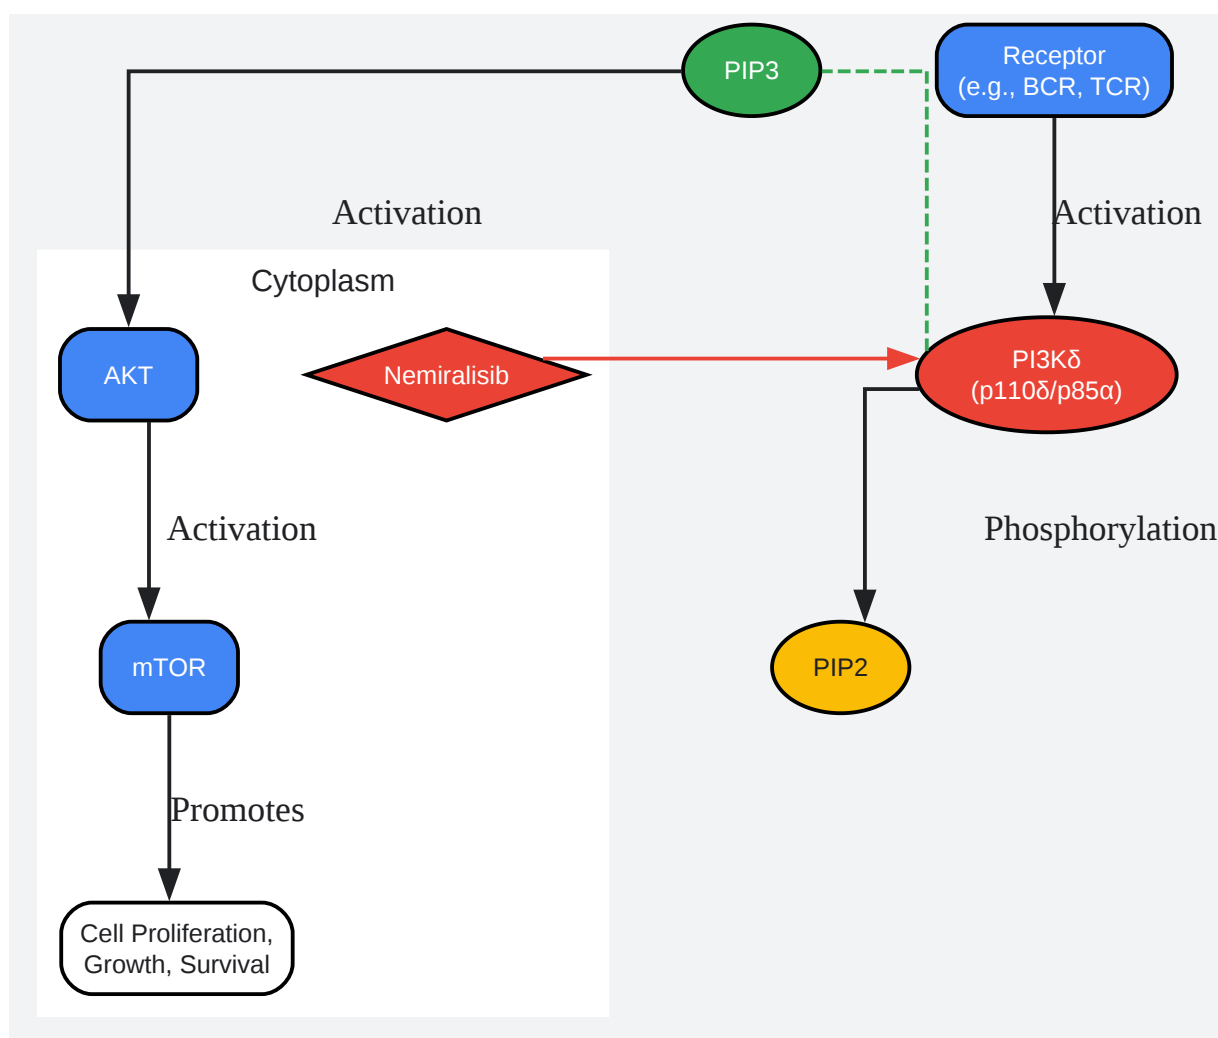 PIP3
Receptor
(e.g., BCR, TCR)
Activation
Activation
Cytoplasm
AKT
Nemiralisib
PI3Kδ
(p110δ/p85α)
Activation
Phosphorylation
mTOR
PIP2
Promotes
Cell Proliferation,
Growth, Survival